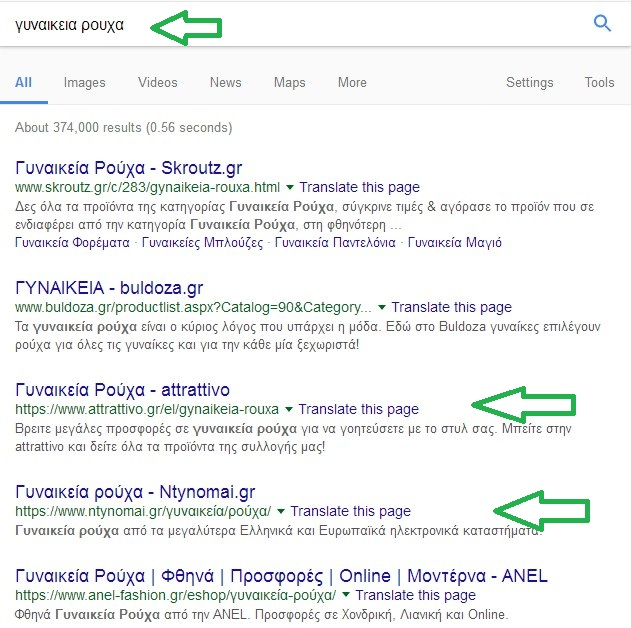 γυναικεια ρουχα
All Images Videos News Maps More Settings Tools
About 374,000 results (0.56 seconds)
Γυναικεία Ρούχα - Skroutz.gr
www.skroutz.gr/c/283/gynaikeia-rouxa.html ▼ Translate this page
Δες όλα τα προϊόντα της κατηγορίας Γυναικεία Ρούχα, σύγκρινε τιμές & αγόρασε το προϊόν που σε
ενδιαφέρει από την κατηγορία Γυναικεία Ρούχα, στη φθηνότερη ...
Γυναικεία Φορέματα · Γυναικείες Μπλούζες · Γυναικεία Παντελόνια · Γυναικεία Μαγιό
ΓΥΝΑΙΚΕΙΑ - buldoza.gr
www.buldoza.gr/productlist.aspx?Catalog=90&Category... ▼ Translate this page
Τα γυναικεία ρούχα είναι ο κύριος λόγος που υπάρχει η μόδα. Εδώ στο Buldoza γυναίκες επιλέγουν
ρούχα για όλες τις γυναίκες και για την κάθε μία ξεχωριστά!
Γυναικεία Ρούχα - attrattivo
https://www.attrattivo.gr/el/gynaikeia-rouxa ▼ Translate this page
Βρειτε μεγάλες προσφορές σε γυναικεία ρούχα για να γοητεύσετε με το στυλ σας. Μπείτε στην
attrattivo και δείτε όλα τα προϊόντα της συλλογής μας!
Γυναικεία ρούχα - Ntynomai.gr
https://www.ntynomai.gr/γυναικεία/ρούχα/ ▼ Translate this page
Γυναικεία ρούχα από τα μεγαλύτερα Ελληνικά και Ευρωπαϊκά ηλεκτρονικά καταστήματα.
Γυναικεία Ρούχα | Φθηνά | Προσφορές | Online | Μοντέρνα - ANEL
https://www.anel-fashion.gr/eshop/γυναικεία-ρούχα/ ▼ Translate this page
Φθηνά Γυναικεία Ρούχα από την ANEL. Προσφορές σε Χονδρική, Λιανική και Online.